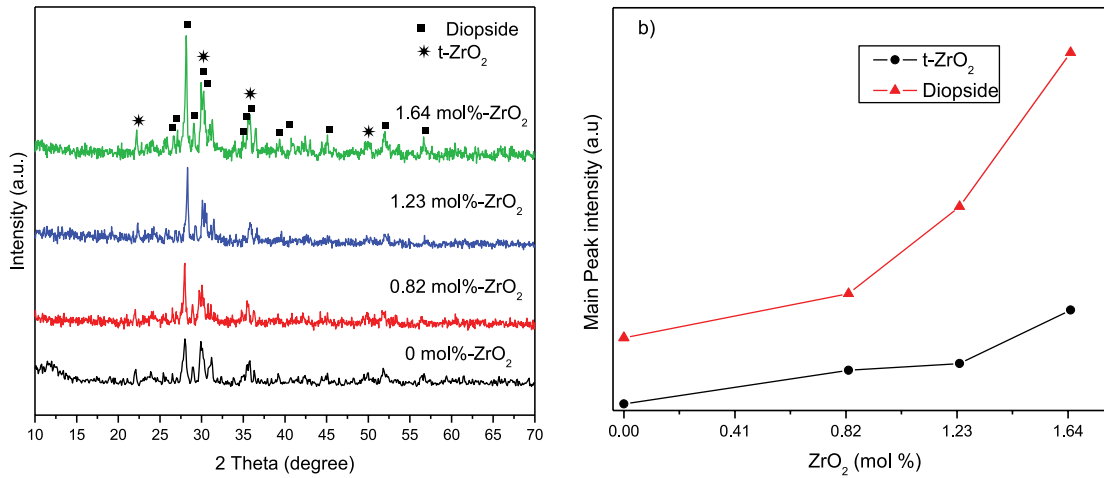 Diopside
t-ZrO₂
1.64 mol%-ZrO₂
1.23 mol%-ZrO₂
0.82 mol%-ZrO₂
0 mol%-ZrO₂
Intensity (a.u.)
10 15 20 25 30 35 40 45 50 55 60 65 70
2 Theta (degree)
b)
t-ZrO₂
Diopside
Main Peak intensity (a.u)
0.00 0.41 0.82 1.23 1.64
ZrO₂ (mol %)